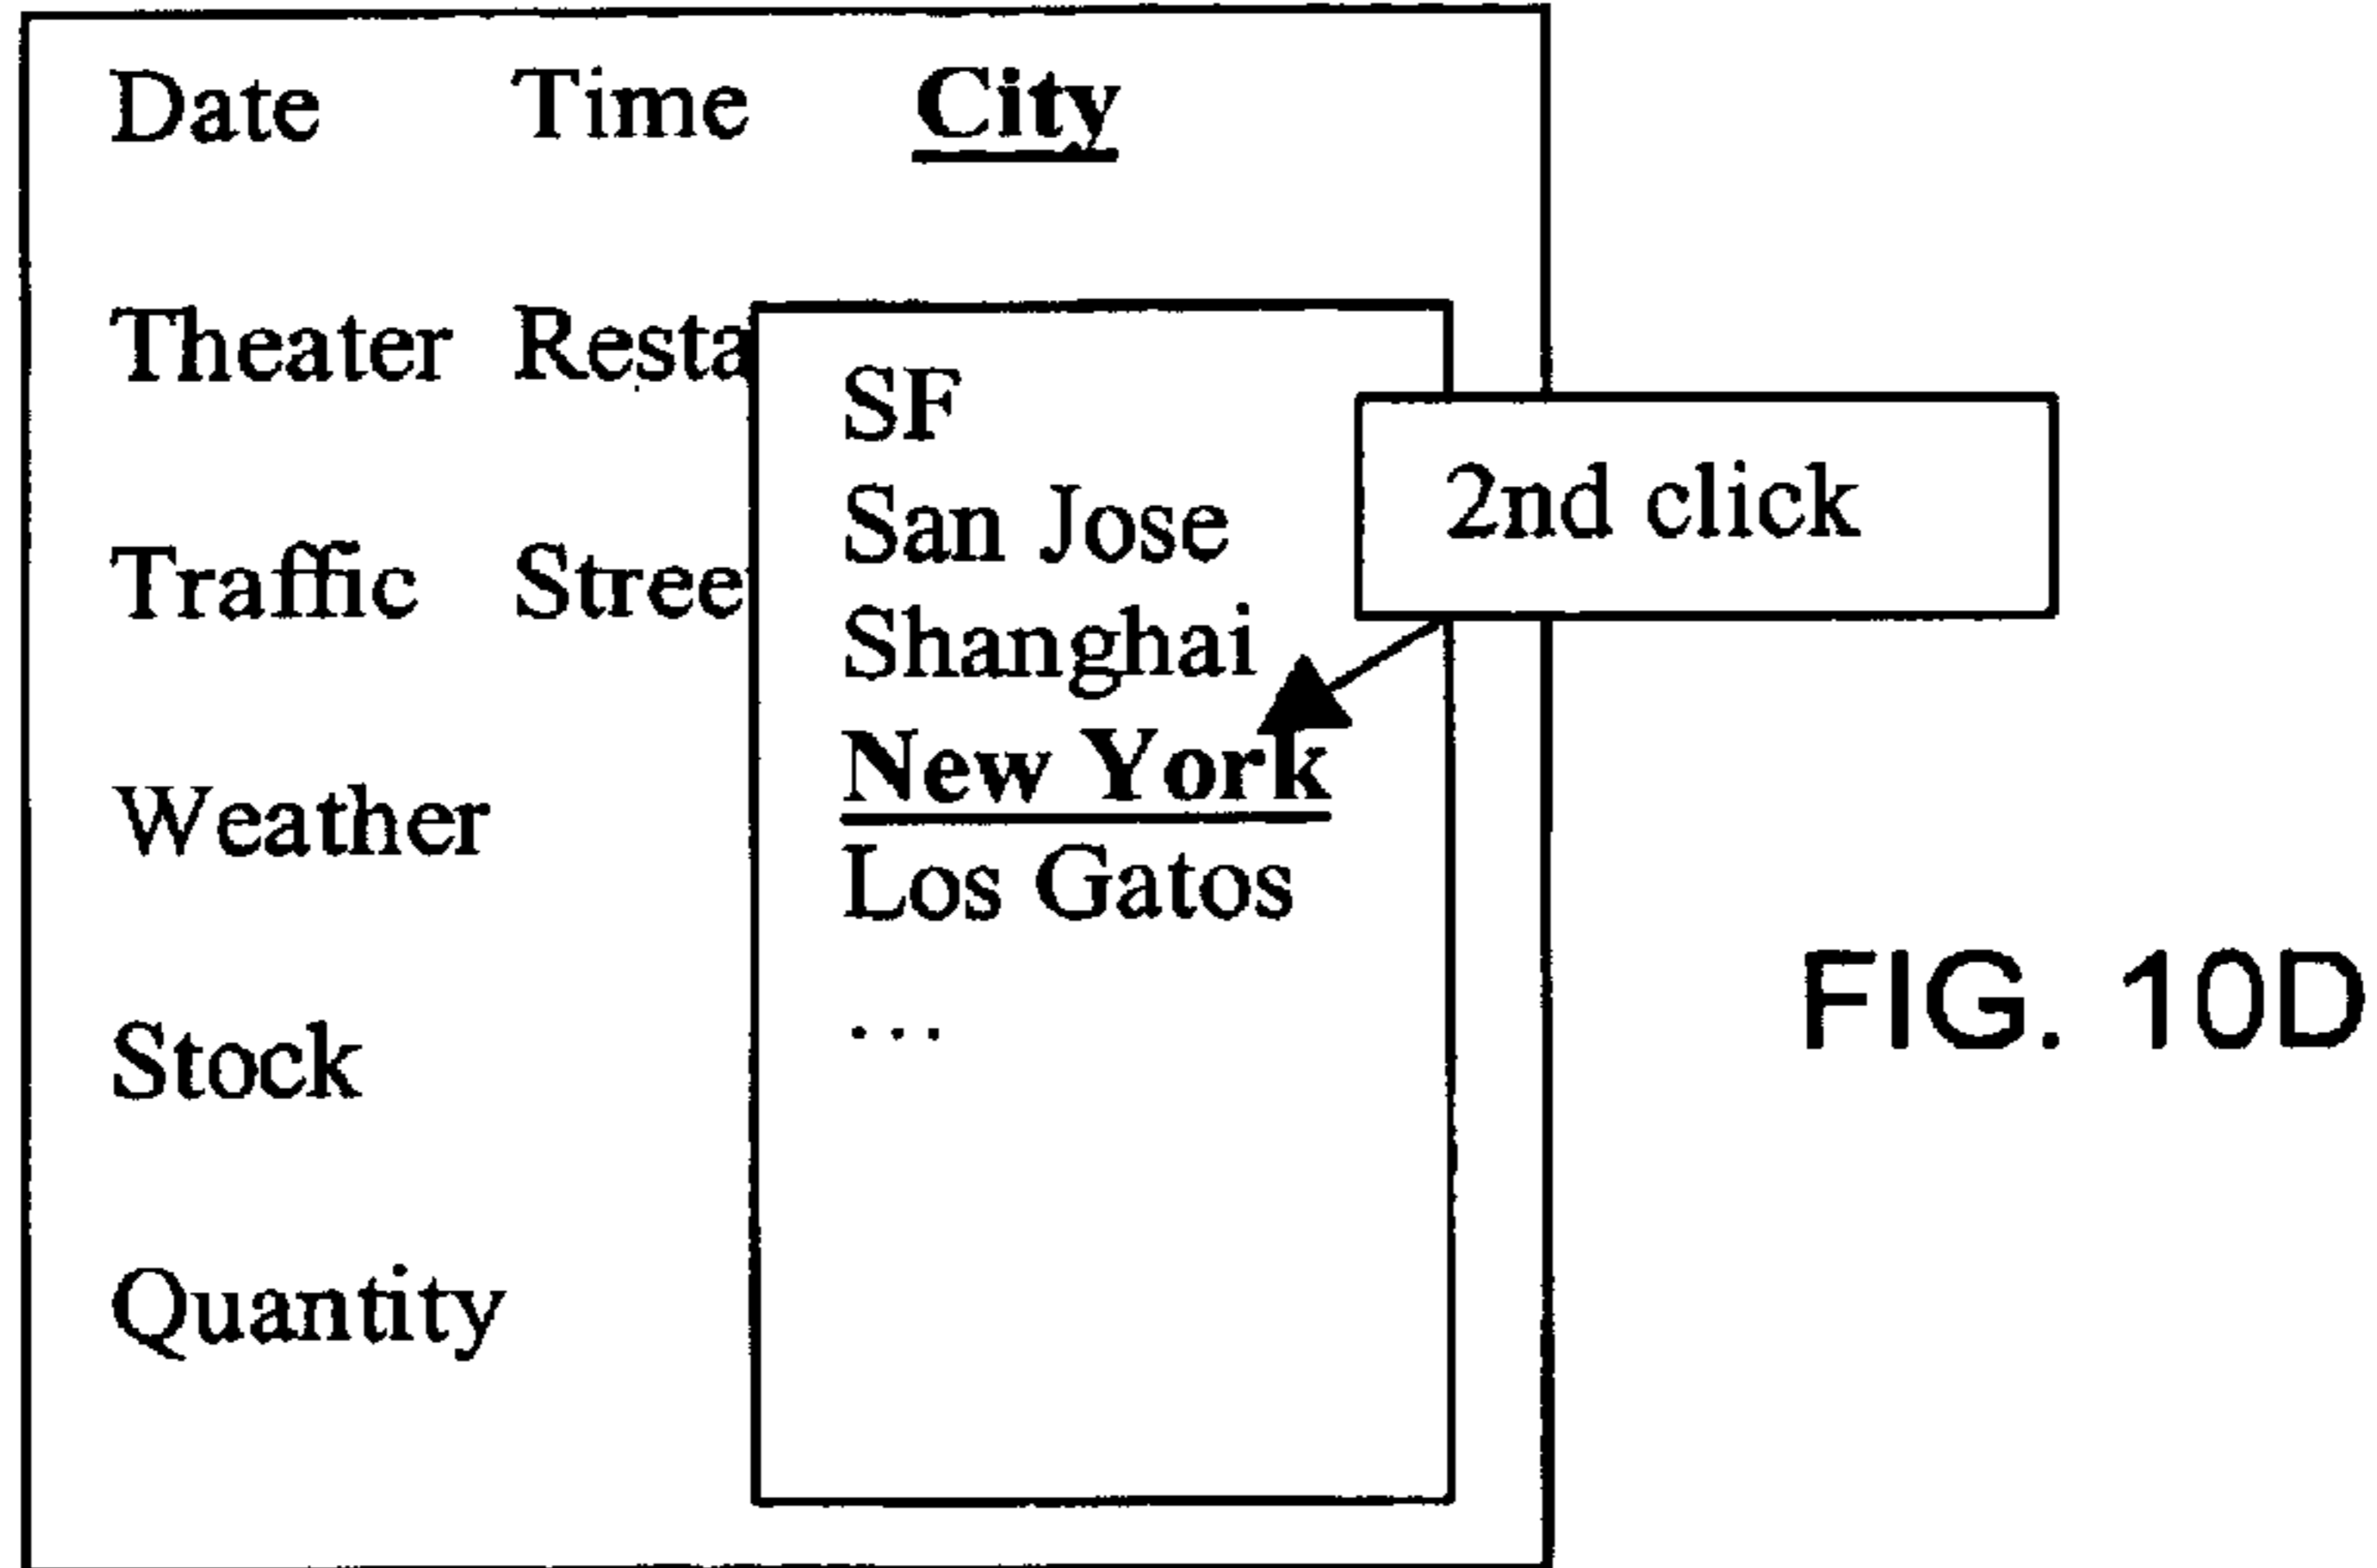 Date Time City
Theater Resta
Traffic Stree
Weather
Stock
Quantity
SF
San Jose
Shanghai
New York
Los Gatos
...
2nd click
FIG. 10D